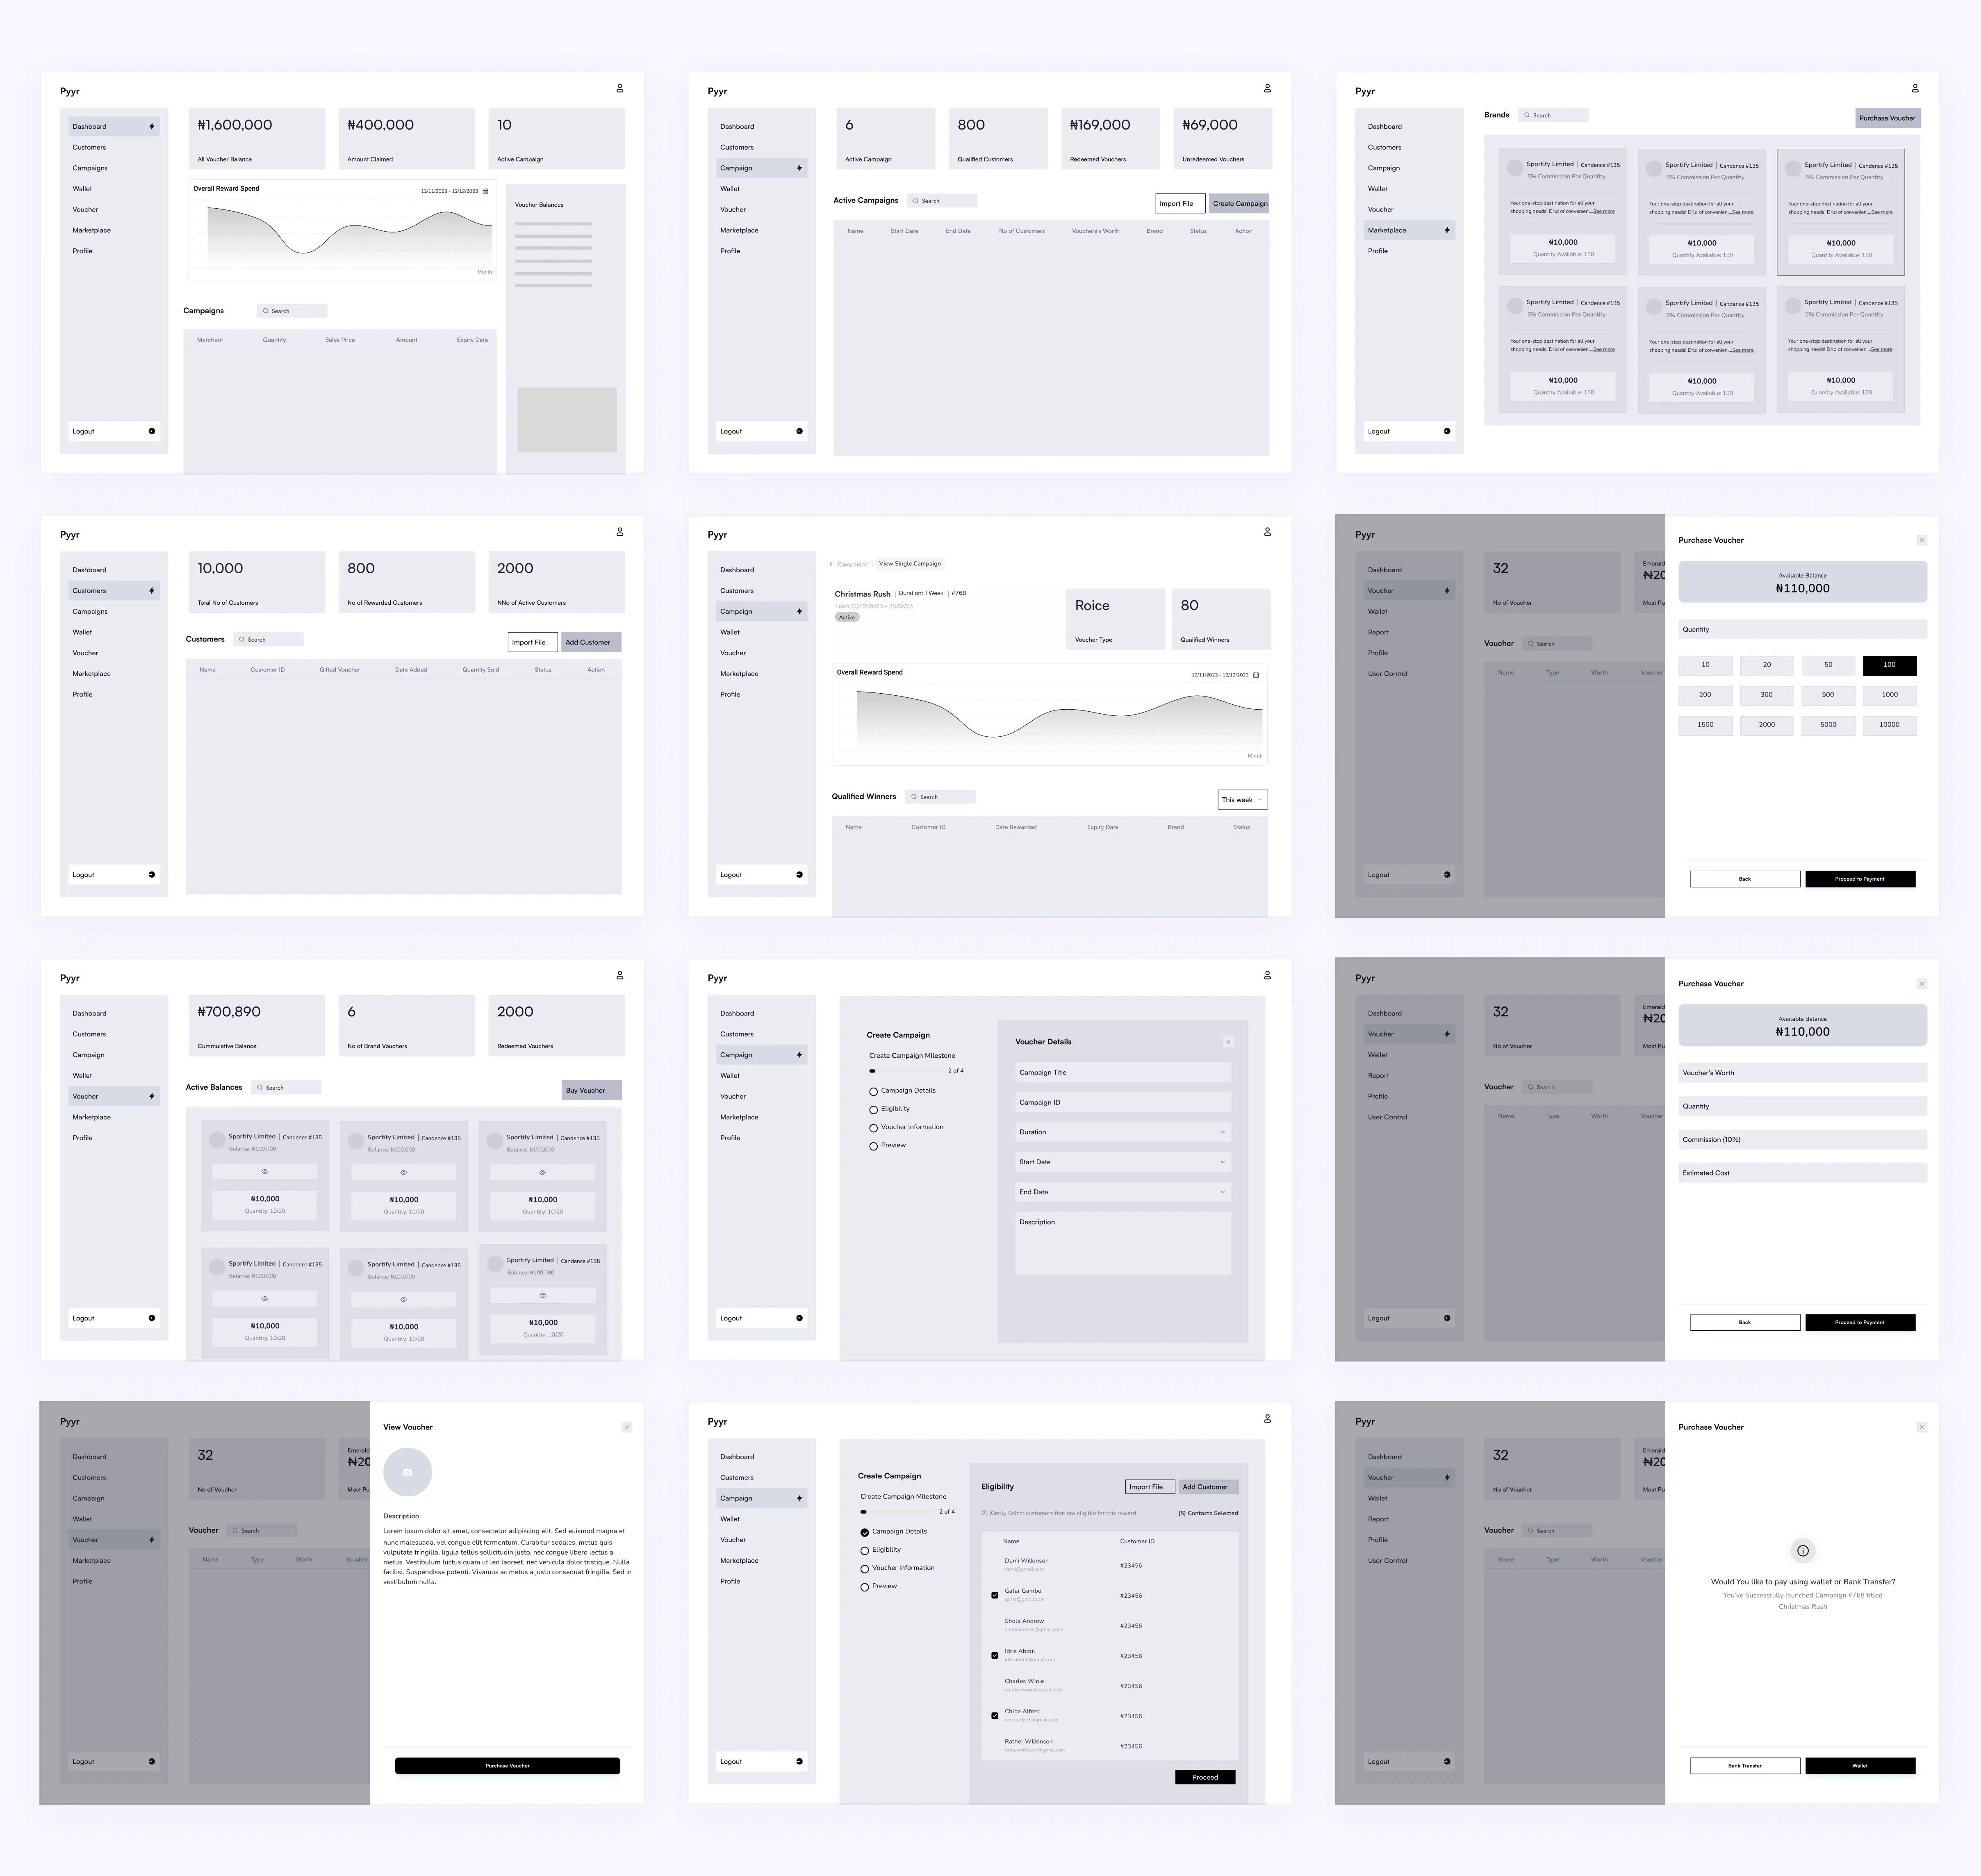 Pyyr
Dashboard
Customers
Campaigns
Wallet
Voucher
Marketplace
Profile
Logout
₦1,600,000
All Voucher Balance
₦400,000
Amount Claimed
10
Active Campaign
Overall Reward Spend
12/11/2023 - 12/12/2023
Month
Voucher Balances
Campaigns
Search
Merchant Quantity Sales Price Amount Expiry Date
Pyyr
Dashboard
Customers
Campaign
Wallet
Voucher
Marketplace
Profile
Logout
6
Active Campaign
800
Qualified Customers
₦169,000
Redeemed Vouchers
₦69,000
Unredeemed Vouchers
Active Campaigns
Search
Import File
Create Campaign
Name Start Date End Date No of Customers Vouchers's Worth Brand Status Action
Pyyr
Dashboard
Customers
Campaign
Wallet
Voucher
Marketplace
Profile
Logout
Brands
Search
Purchase Voucher
Sportify Limited | Candence #135
5% Commission Per Quantity
Your one-stop destination for all your
shopping needs! Drld of convenien...See more
₦10,000
Quantity Available: 150
Sportify Limited | Candence #135
5% Commission Per Quantity
Your one-stop destination for all your
shopping needs! Drld of convenien...See more
₦10,000
Quantity Available: 150
Sportify Limited | Candence #135
5% Commission Per Quantity
Your one-stop destination for all your
shopping needs! Drld of convenien...See more
₦10,000
Quantity Available: 150
Sportify Limited | Candence #135
5% Commission Per Quantity
Your one-stop destination for all your
shopping needs! Drld of convenien...See more
₦10,000
Quantity Available: 150
Sportify Limited | Candence #135
5% Commission Per Quantity
Your one-stop destination for all your
shopping needs! Drld of convenien...See more
₦10,000
Quantity Available: 150
Sportify Limited | Candence #135
5% Commission Per Quantity
Your one-stop destination for all your
shopping needs! Drld of convenien...See more
₦10,000
Quantity Available: 150
Pyyr
Dashboard
Customers
Campaigns
Wallet
Voucher
Marketplace
Profile
Logout
10,000
Total No of Customers
800
No of Rewarded Customers
2000
NNo of Active Customers
Customers
Search
Import File
Add Customer
Name Customer ID Gifted Voucher Date Added Quantity Sold Status Action
Pyyr
Dashboard
Customers
Campaign
Wallet
Voucher
Marketplace
Profile
Logout
Campaigns
View Single Campaign
Christmas Rush | Duration: 1 Week | #768
From 20/12/2023 - 28/12/23
Active
Roice
Voucher Type
80
Qualified Winners
Overall Reward Spend
12/11/2023 - 12/12/2023
Month
Qualified Winners
Search
This week
Name Customer ID Date Rewarded Expiry Date Brand Status
Pyyr
Dashboard
Voucher
Wallet
Report
Profile
User Control
Logout
32
No of Voucher
Emerald
₦20
Most Pu
Voucher
Search
Name Type Worth Voucher
Purchase Voucher
Available Balance
₦110,000
Quantity
10 20 50 100
200 300 500 1000
1500 2000 5000 10000
Back
Proceed to Payment
Pyyr
Dashboard
Customers
Campaign
Wallet
Voucher
Marketplace
Profile
Logout
₦700,890
Cummulative Balance
6
No of Brand Vouchers
2000
Redeemed Vouchers
Active Balances
Search
Buy Voucher
Sportify Limited | Candence #135
Balance: ₦100,000
₦10,000
Quantity: 10/20
Sportify Limited | Candence #135
Balance: ₦100,000
₦10,000
Quantity: 10/20
Sportify Limited | Candence #135
Balance: ₦100,000
₦10,000
Quantity: 10/20
Sportify Limited | Candence #135
Balance: ₦100,000
₦10,000
Quantity: 10/20
Sportify Limited | Candence #135
Balance: ₦100,000
₦10,000
Quantity: 10/20
Sportify Limited | Candence #135
Balance: ₦100,000
₦10,000
Quantity: 10/20
Pyyr
Dashboard
Customers
Campaign
Wallet
Voucher
Marketplace
Profile
Logout
Create Campaign
Create Campaign Milestone
2 of 4
Campaign Details
Eligibility
Voucher Information
Preview
Voucher Details
Campaign Title
Campaign ID
Duration
Start Date
End Date
Description
Pyyr
Dashboard
Voucher
Wallet
Report
Profile
User Control
Logout
32
No of Voucher
Emerald
₦20
Most Pu
Voucher
Search
Name Type Worth Voucher
Purchase Voucher
Available Balance
₦110,000
Voucher's Worth
Quantity
Commission (10%)
Estimated Cost
Back
Proceed to Payment
Pyyr
Dashboard
Customers
Campaign
Wallet
Voucher
Marketplace
Profile
Logout
32
No of Voucher
Emerald
₦20
Most Pu
Voucher
Search
Name Type Worth Voucher
View Voucher
Description
Lorem ipsum dolor sit amet, consectetur adipiscing elit. Sed euismod magna et
nunc malesuada, vel congue elit fermentum. Curabitur sodales, metus quis
vulputate fringilla, ligula tellus sollicitudin justo, nec congue libero lectus a
metus. Vestibulum luctus quam ut leo laoreet, nec vehicula dolor tristique. Nulla
facilisi. Suspendisse potenti. Vivamus ac metus a justo consequat fringilla. Sed in
vestibulum nulla.
Purchase Voucher
Pyyr
Dashboard
Customers
Campaign
Wallet
Voucher
Marketplace
Profile
Logout
Create Campaign
Create Campaign Milestone
2 of 4
Campaign Details
Eligibility
Voucher Information
Preview
Eligibility
Import File
Add Customer
Kindly Select customers that are eligible for this reward
(5) Contacts Selected
Name Customer ID
Demi Wilkinson
demi@gmail.com
#23456
Gafar Gambo
gafar@gmail.com
#23456
Shola Andrew
#23456
Idris Abdul
#23456
Charles Winie
#23456
Chloe Alfred
#23456
Rather Wilkinson
#23456
Proceed
Pyyr
Dashboard
Voucher
Wallet
Report
Profile
User Control
Logout
32
No of Voucher
Emerald
₦20
Most Pu
Voucher
Search
Name Type Worth Voucher
Purchase Voucher
Would You like to pay using wallet or Bank Transfer?
You've Successfully launched Campaign #768 titled
Christmas Rush
Bank Transfer
Wallet